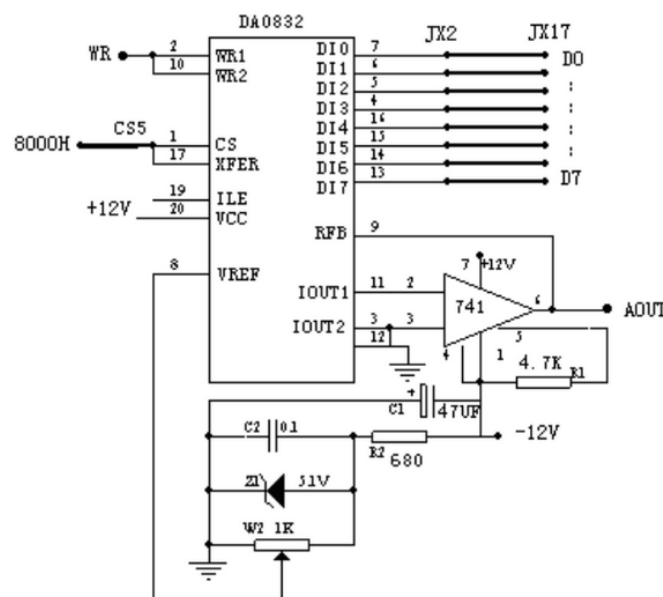 DA0832
JX2 JX17
WR 2 WR1 DI0 7 D0
10 WR2 DI1 6 :
DI2 5
DI3 4 :
8000H CS5 1 CS DI4 16
17 XFER DI5 15 :
DI6 14
19 ILE DI7 13 D7
+12V 20 VCC
RFB 9
8 VREF 7 +12V
IOUT1 11 2 741 6 AOUT
IOUT2 3 3 5
12 4 1
4.7K R1
+ C1 47UF
C2 0.1 -12V
R2 680
Z1 5.1V
W2 1K